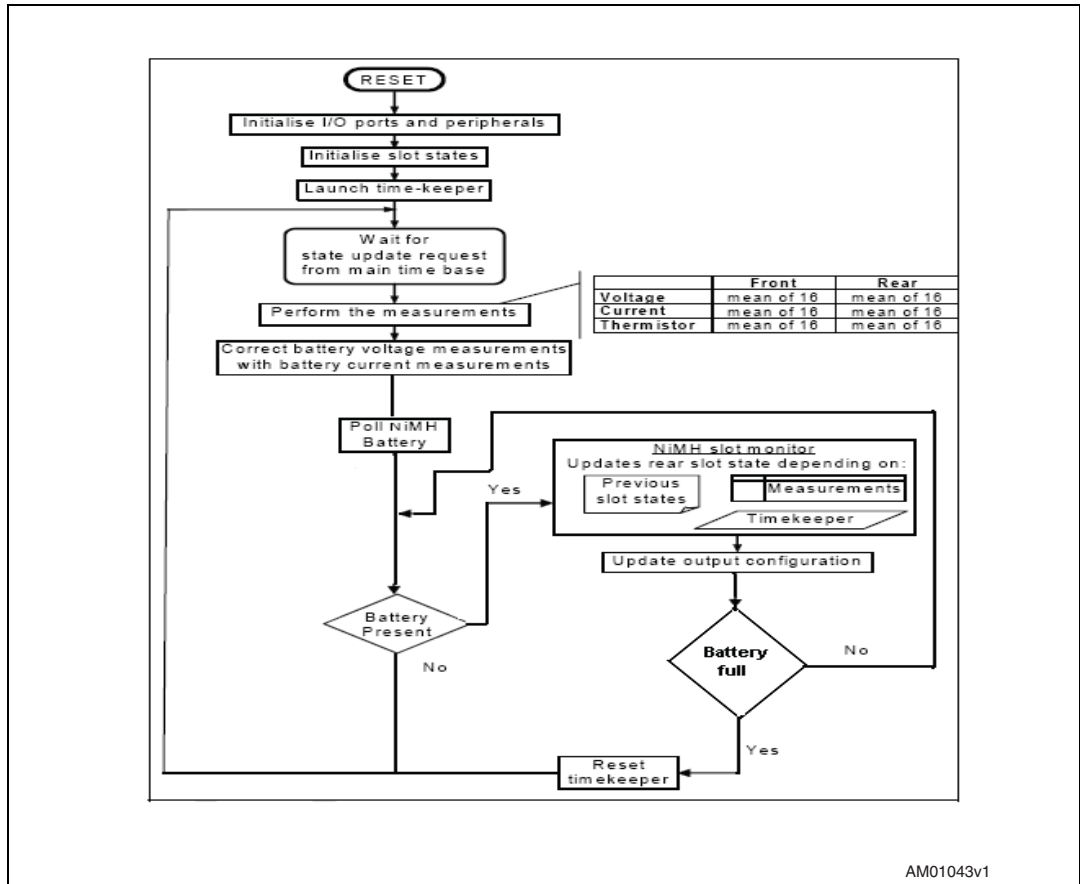 RESET
Initialise I/O ports and peripherals
Initialise slot states
Launch time-keeper
Wait for
state update request
from main time base
Perform the measurements
Front Rear
Voltage mean of 16 mean of 16
Current mean of 16 mean of 16
Thermistor mean of 16 mean of 16
Correct battery voltage measurements
with battery current measurements
Poll NiMH
Battery
NiMH slot monitor
Updates rear slot state depending on:
Previous
slot states
Measurements
Timekeeper
Yes
Update output configuration
Battery
Present
No
Battery
full
No
Yes
Reset
timekeeper
AM01043v1